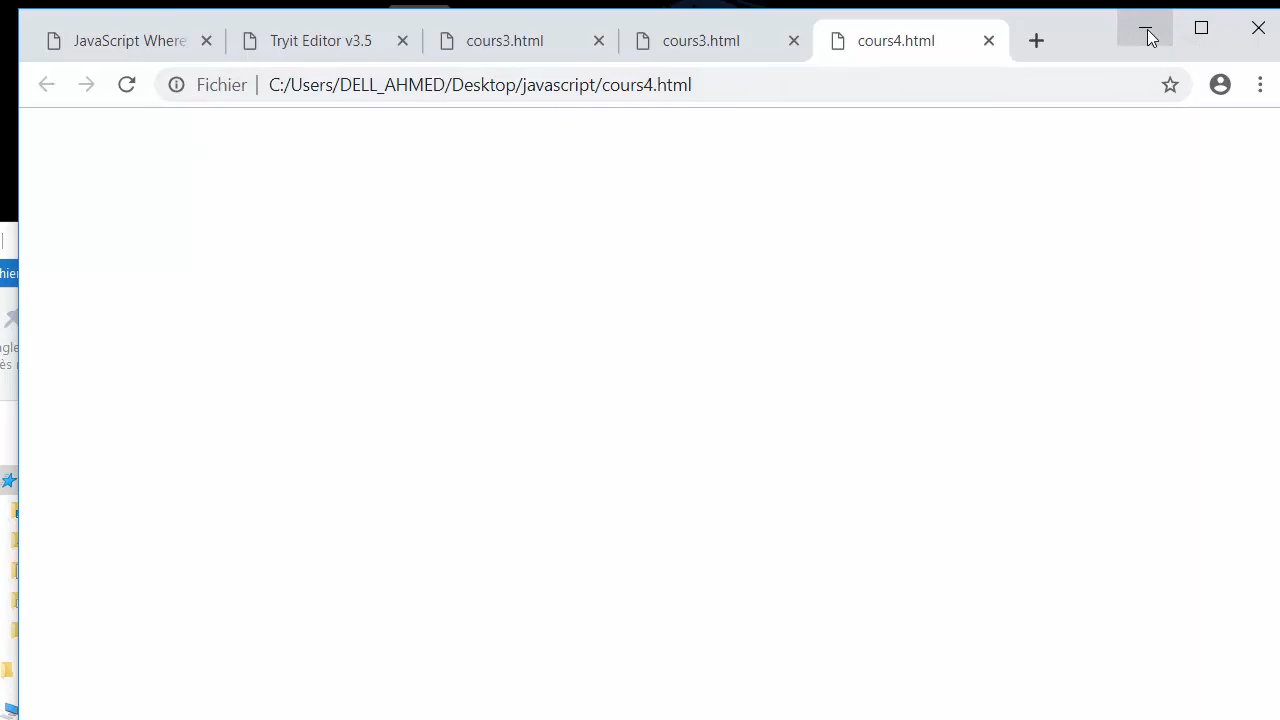 JavaScript Where
Tryit Editor v3.5
cours3.html
cours3.html
cours4.html
Fichier
C:/Users/DELL_AHMED/Desktop/javascript/cours4.html